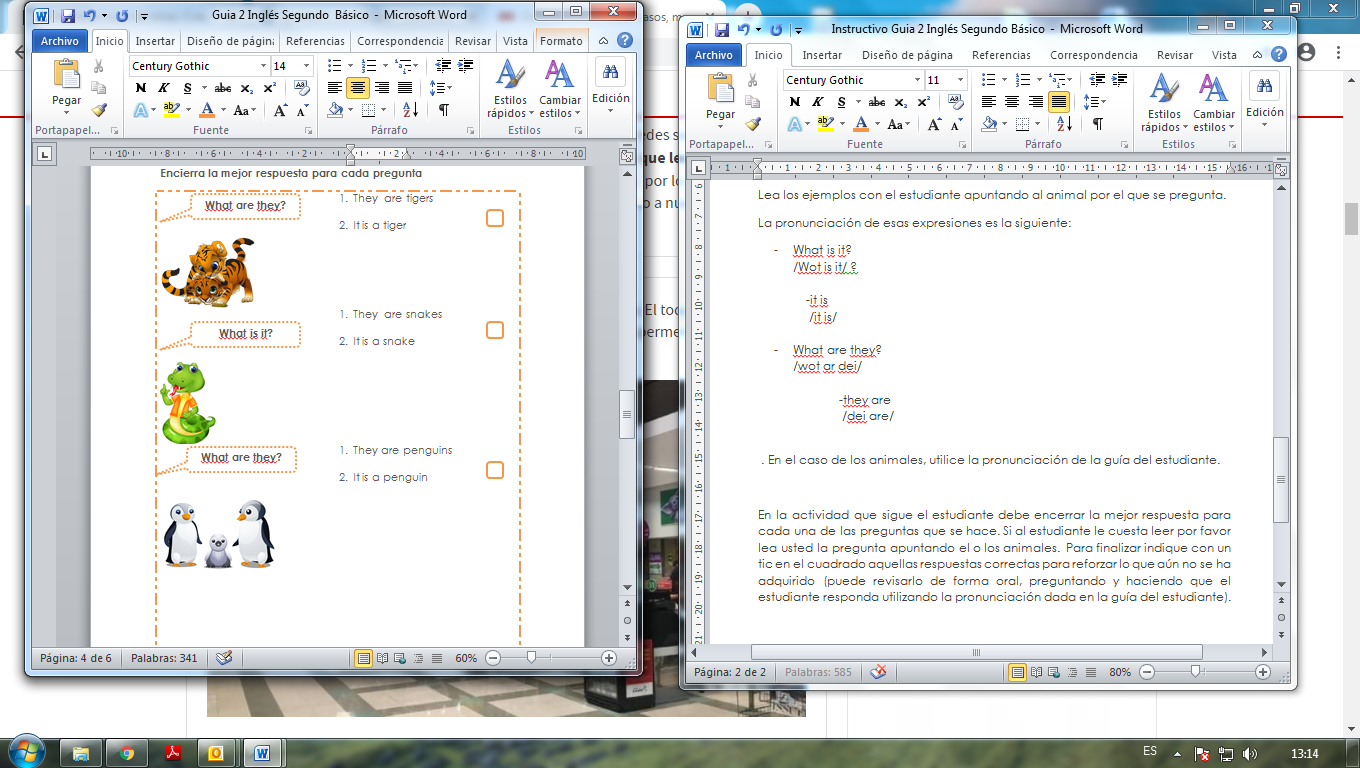 Guia 2 Inglés Segundo Básico - Microsoft Word
Archivo Inicio Insertar Diseño de págin Referencias Correspondencia Revisar Vista Formato
Pegar
Century Gothic 14
N K S abc x₂ x²
Aa
Estilos rápidos
Cambiar estilos
Edición
Portapapel... Fuente Párrafo Estilos
Encierra la mejor respuesta para cada pregunta
What are they?
1. They are tigers
2. It is a tiger
What is it?
1. They are snakes
2. It is a snake
What are they?
1. They are penguins
2. It is a penguin
Página: 4 de 6 Palabras: 341 60%
Instructivo Guia 2 Inglés Segundo Básico - Microsoft Word
Archivo Inicio Insertar Diseño de página Referencias Correspondencia Revisar Vista
Pegar
Century Gothic 11
N K S abc x₂ x²
Aa
Estilos rápidos
Cambiar estilos
Edición
Portapapel... Fuente Párrafo Estilos
Lea los ejemplos con el estudiante apuntando al animal por el que se pregunta.
La pronunciación de esas expresiones es la siguiente:
- What is it?
/Wot is it/ ?
-it is
/it is/
- What are they?
/wot ar dei/
-they are
/dei are/
. En el caso de los animales, utilice la pronunciación de la guía del estudiante.
En la actividad que sigue el estudiante debe encerrar la mejor respuesta para
cada una de las preguntas que se hace. Si al estudiante le cuesta leer por favor
lea usted la pregunta apuntando el o los animales. Para finalizar indique con un
tic en el cuadrado aquellas respuestas correctas para reforzar lo que aún no se ha
adquirido (puede revisarlo de forma oral, preguntando y haciendo que el
estudiante responda utilizando la pronunciación dada en la guía del estudiante).
Página: 2 de 2 Palabras: 585 80%
ES 13:14